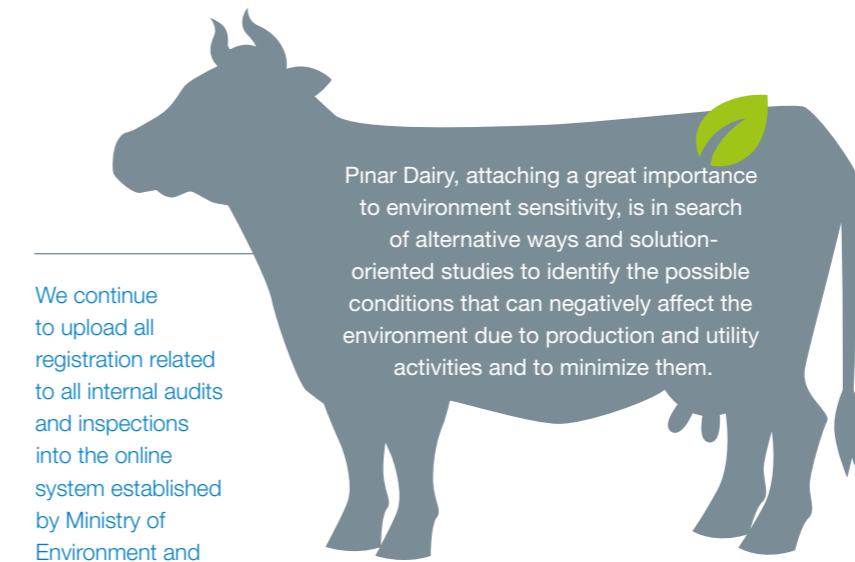 Pınar Dairy, attaching a great importance
to environment sensitivity, is in search
of alternative ways and solution-
oriented studies to identify the possible
conditions that can negatively affect the
environment due to production and utility
activities and to minimize them.
We continue
to upload all
registration related
to all internal audits
and inspections
into the online
system established
by Ministry of
Environment and